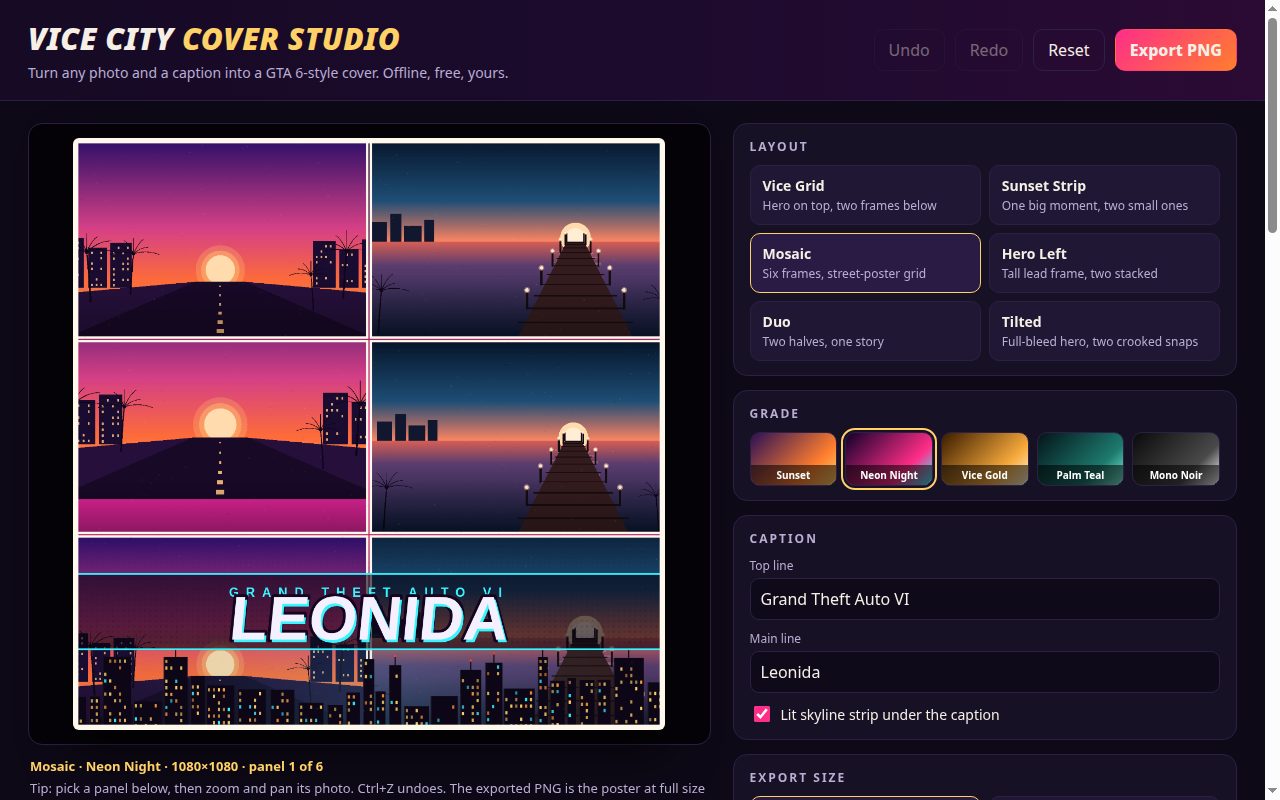 VICE CITY COVER STUDIO
Turn any photo and a caption into a GTA 6-style cover. Offline, free, yours.
Undo
Redo
Reset
Export PNG
GRAND THEFT AUTO VI
LEONIDA
Mosaic · Neon Night · 1080×1080 · panel 1 of 6
Tip: pick a panel below, then zoom and pan its photo. Ctrl+Z undoes. The exported PNG is the poster at full size
LAYOUT
Vice Grid
Hero on top, two frames below
Sunset Strip
One big moment, two small ones
Mosaic
Six frames, street-poster grid
Hero Left
Tall lead frame, two stacked
Duo
Two halves, one story
Tilted
Full-bleed hero, two crooked snaps
GRADE
Sunset
Neon Night
Vice Gold
Palm Teal
Mono Noir
CAPTION
Top line
Grand Theft Auto VI
Main line
Leonida
Lit skyline strip under the caption
EXPORT SIZE